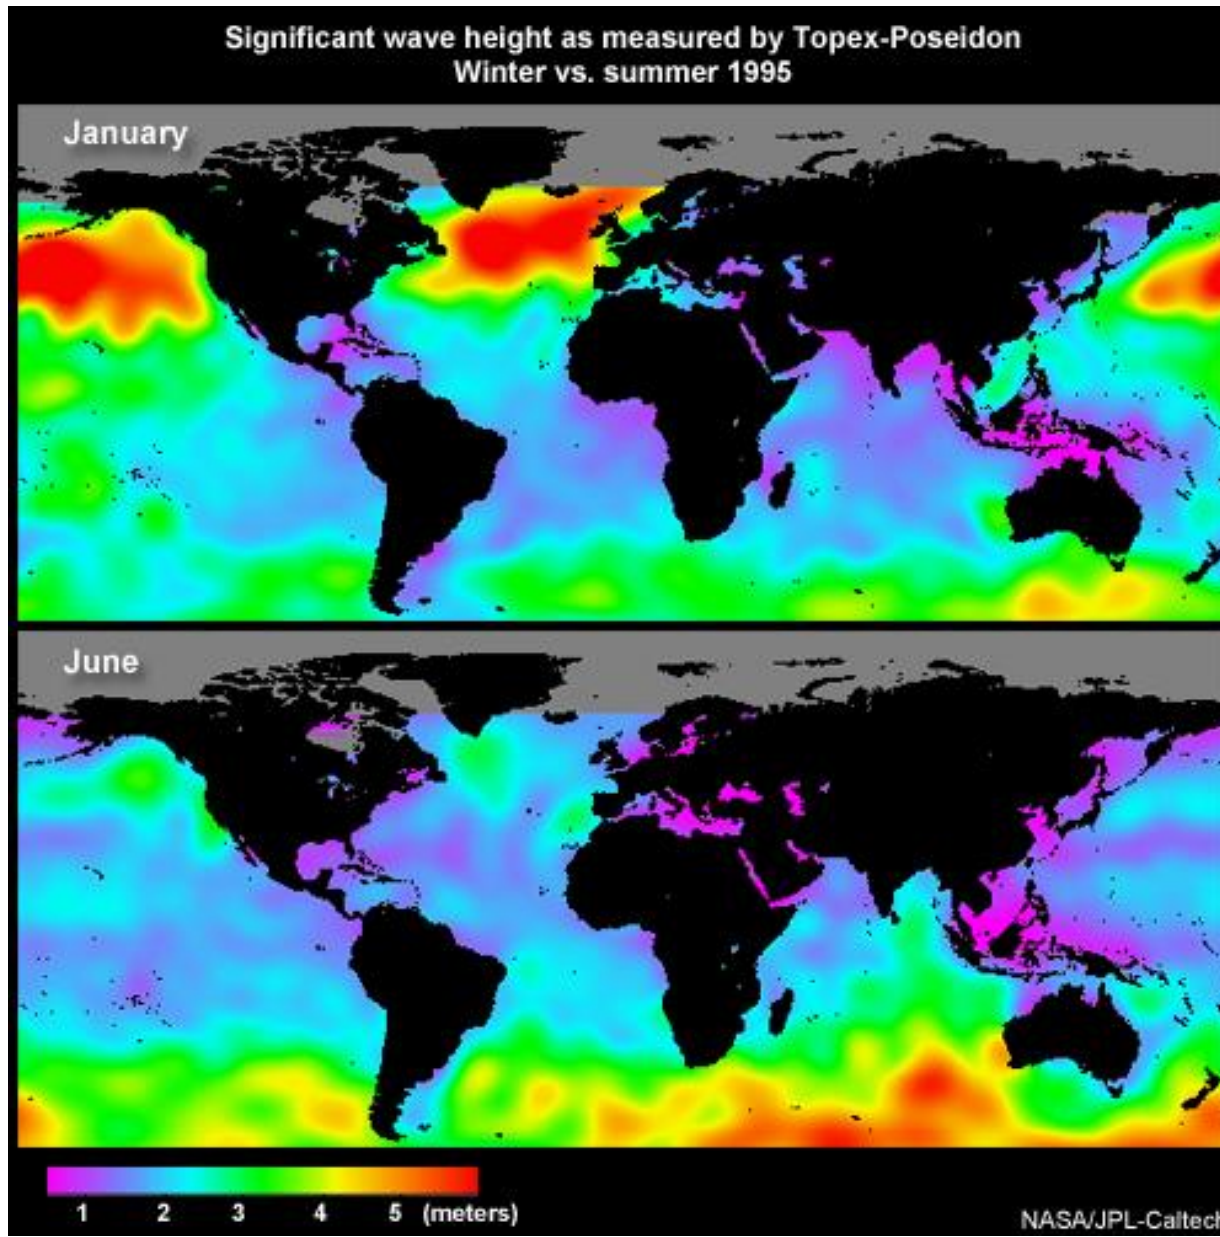 Significant wave height as measured by Topex-Poseidon
Winter vs. summer 1995
January
June
1 2 3 4 5 (meters)
NASA/JPL-Caltech